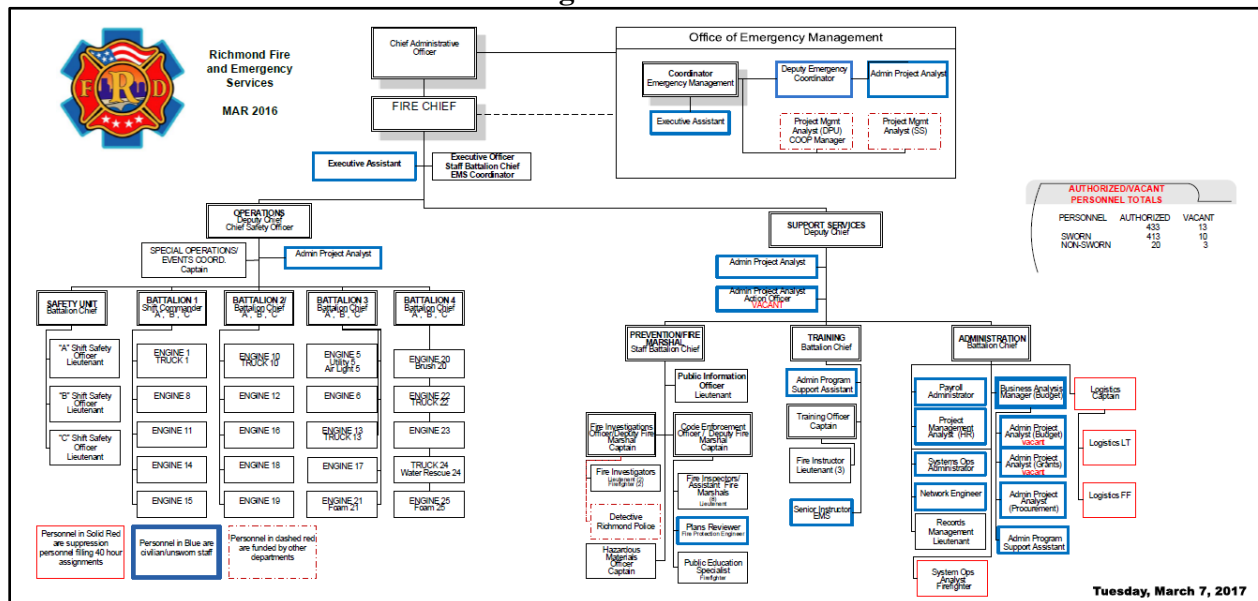 Richmond Fire
and Emergency
Services
MAR 2016
F R D
Chief Administrative
Officer
FIRE CHIEF
Office of Emergency Management
Coordinator
Emergency Management
Deputy Emergency
Coordinator
Admin Project Analyst
Executive Assistant
Project Mgmt
Analyst (DPU)
COOP Manager
Project Mgmt
Analyst (SS)
Executive Assistant
Executive Officer
Staff Battalion Chief
EMS Coordinator
AUTHORIZED/VACANT
PERSONNEL TOTALS
PERSONNEL AUTHORIZED VACANT
433 13
SWORN 413 10
NON-SWORN 20 3
OPERATIONS
Deputy Chief
Chief Safety Officer
SPECIAL OPERATIONS/
EVENTS COORD.
Captain
Admin Project Analyst
SUPPORT SERVICES
Deputy Chief
Admin Project Analyst
Admin Project Analyst
Action Officer
VACANT
SAFETY UNIT
Battalion Chief
"A" Shift Safety
Officer
Lieutenant
"B" Shift Safety
Officer
Lieutenant
"C" Shift Safety
Officer
Lieutenant
BATTALION 1
Shift Commander
A, B, C
ENGINE 1
TRUCK 1
ENGINE 8
ENGINE 11
ENGINE 14
ENGINE 15
BATTALION 2/
Battalion Chief
A, B, C
ENGINE 10
TRUCK 10
ENGINE 12
ENGINE 16
ENGINE 18
ENGINE 19
BATTALION 3
Battalion Chief
A, B, C
ENGINE 5
Utility 5
Air Light 5
ENGINE 6
ENGINE 13
TRUCK 13
ENGINE 17
ENGINE 21
Foam 21
BATTALION 4
Battalion Chief
A, B, C
ENGINE 20
Brush 20
ENGINE 22
TRUCK 22
ENGINE 23
TRUCK 24
Water Rescue 24
ENGINE 25
Foam 25
PREVENTION/FIRE
MARSHAL
Staff Battalion Chief
Public Information
Officer
Lieutenant
Fire Investigations
Officer/Deputy Fire
Marshal
Captain
Fire Investigators
Lieutenant (2)
Firefighter (2)
Detective
Richmond Police
Hazardous
Materials
Officer
Captain
Code Enforcement
Officer / Deputy Fire
Marshal
Captain
Fire Inspectors/
Assistant Fire
Marshals
(8)
Lieutenant
Plans Reviewer
Fire Protection Engineer
Public Education
Specialist
Firefighter
TRAINING
Battalion Chief
Admin Program
Support Assistant
Training Officer
Captain
Fire Instructor
Lieutenant (3)
Senior Instructor
EMS
ADMINISTRATION
Battalion Chief
Payroll
Administrator
Project
Management
Analyst (HR)
Systems Ops
Administrator
Network Engineer
Records
Management
Lieutenant
System Ops
Analyst
Firefighter
Business Analysis
Manager (Budget)
Admin Project
Analyst (Budget)
vacant
Admin Project
Analyst (Grants)
vacant
Admin Project
Analyst
(Procurement)
Admin Program
Support Assistant
Logistics
Captain
Logistics LT
Logistics FF
Personnel in Solid Red
are suppression
personnel filling 40 hour
assignments
Personnel in Blue are
civilian/unsworn staff
Personnel in dashed red
are funded by other
departments
Tuesday, March 7, 2017